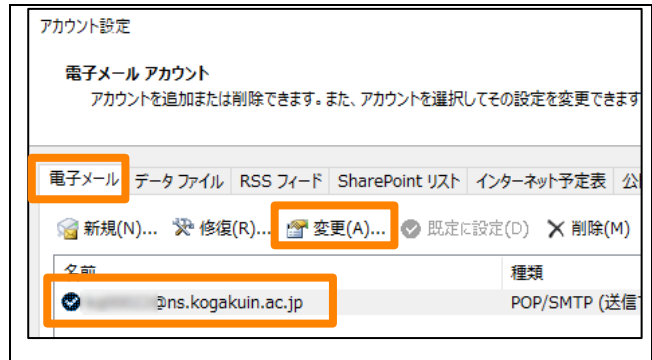 アカウント設定
電子メール アカウント
アカウントを追加または削除できます。また、アカウントを選択してその設定を変更できます
電子メール データ ファイル RSS フィード SharePoint リスト インターネット予定表 公
新規(N)... 修復(R)... 変更(A)... 既定に設定(D) 削除(M)
名前 種類
@ns.kogakuin.ac.jp POP/SMTP (送信